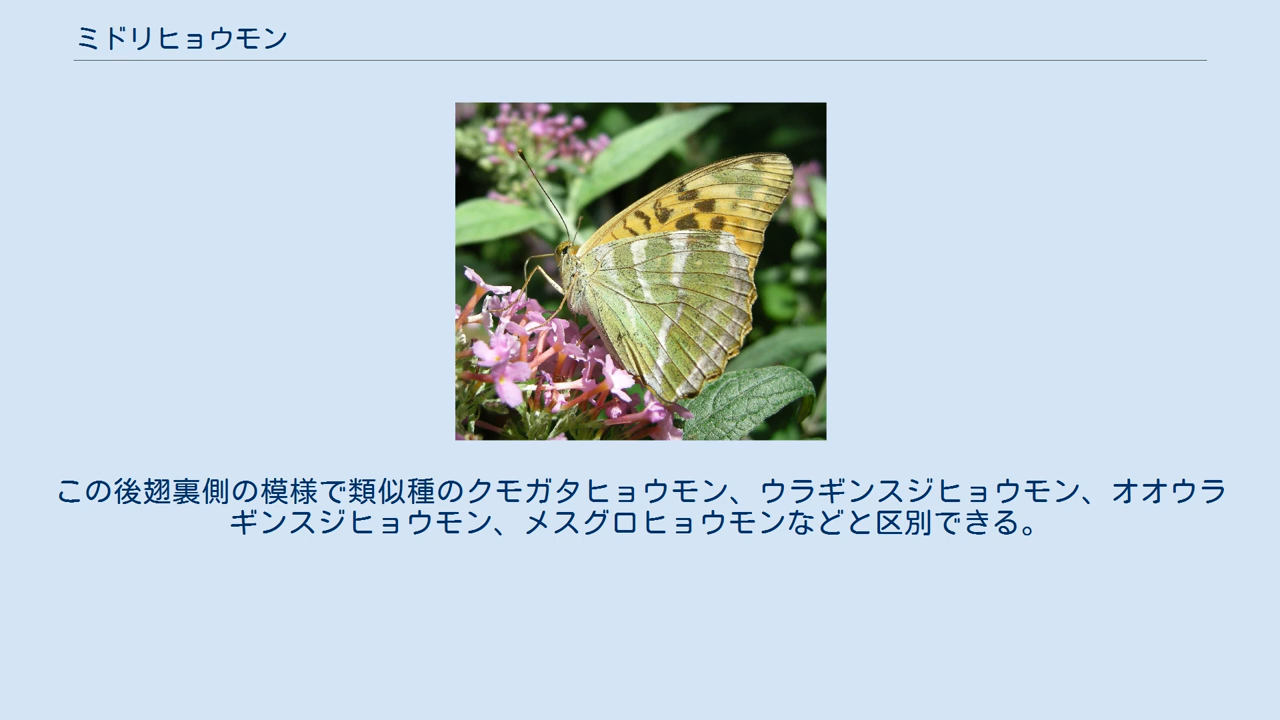 ミドリヒョウモン
この後翅裏側の模様で類似種のクモガタヒョウモン、ウラギンスジヒョウモン、オオウラ
ギンスジヒョウモン、メスグロヒョウモンなどと区別できる。